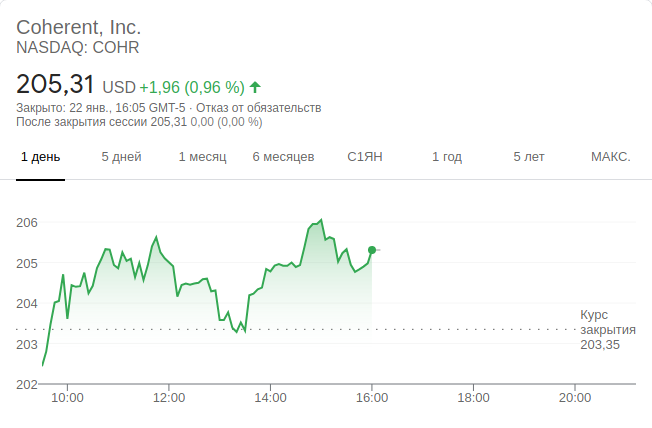 Coherent, Inc.
NASDAQ: COHR
205,31 USD +1,96 (0,96 %)
Закрыто: 22 янв., 16:05 GMT-5 · Отказ от обязательств
После закрытия сессии 205,31 0,00 (0,00 %)
1 день 5 дней 1 месяц 6 месяцев С1ЯН 1 год 5 лет МАКС.
206
205
204
Курс
закрытия
203,35
203
202
10:00 12:00 14:00 16:00 18:00 20:00